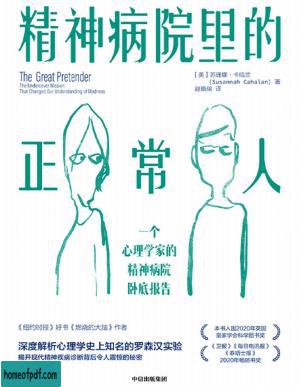 精神病院里的
The Great Pretender
The Undercover Mission
That Changed Our Understanding of Madness
[美]苏珊娜·卡哈兰
(Susannah Cahalan) 著
赵晓瑞 译
正常人
一个
心理学家的
精神病院
卧底报告
《纽约时报》好书《燃烧的大脑》作者
深度解析心理学史上知名的罗森汉实验
揭开现代精神疾病诊断背后令人震惊的秘密
本书入围2020年英国
皇家学会科学图书奖
《卫报》《每日电讯报》
《泰晤士报》
2020年畅销书奖
中信出版集团
homeofpdf.com
homeofpdf.com